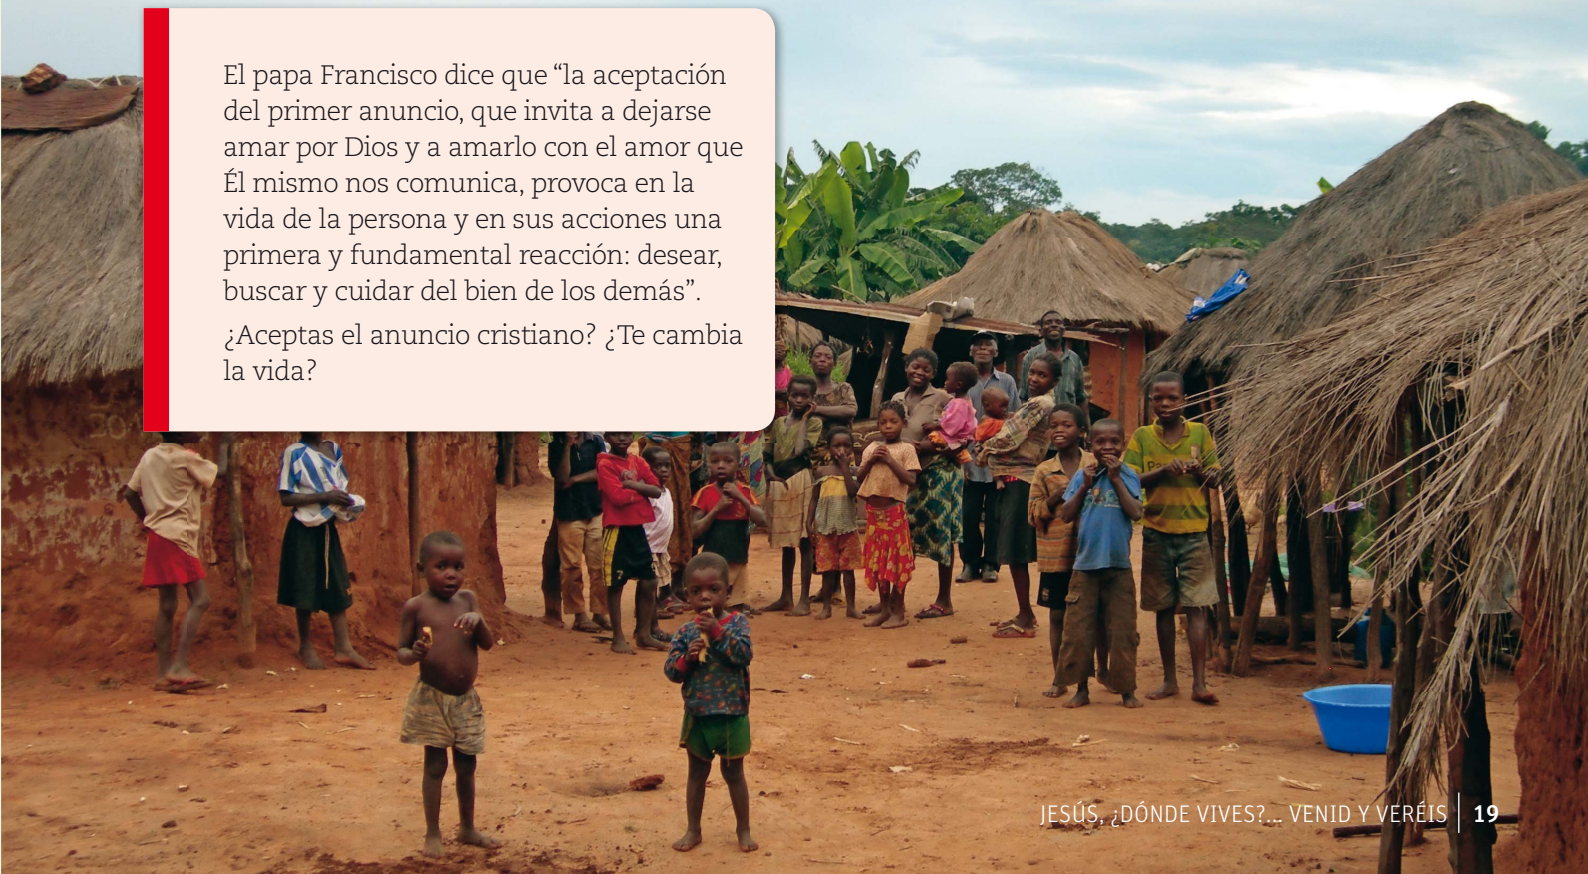 El papa Francisco dice que “la aceptación
del primer anuncio, que invita a dejarse
amar por Dios y a amarlo con el amor que
Él mismo nos comunica, provoca en la
vida de la persona y en sus acciones una
primera y fundamental reacción: desear,
buscar y cuidar del bien de los demás”.
¿Aceptas el anuncio cristiano? ¿Te cambia
la vida?
JESÚS, ¿DÓNDE VIVES?... VENID Y VERÉIS | 19